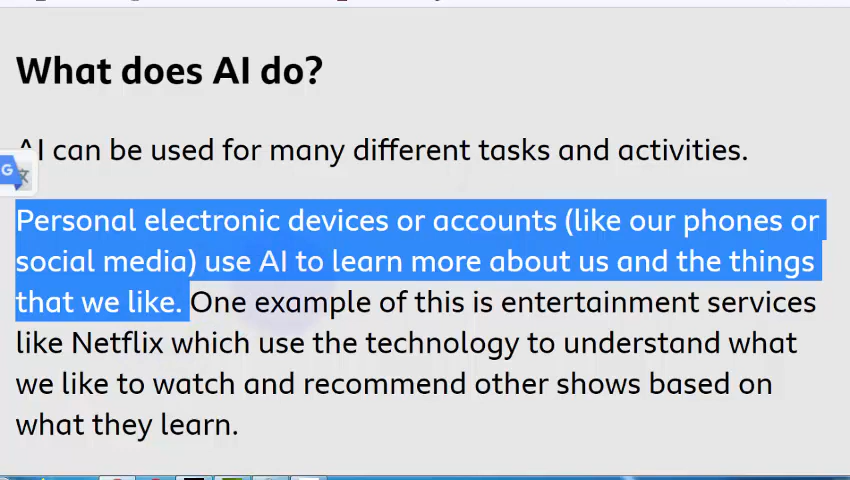 What does AI do?
AI can be used for many different tasks and activities.
Personal electronic devices or accounts (like our phones or
social media) use AI to learn more about us and the things
that we like. One example of this is entertainment services
like Netflix which use the technology to understand what
we like to watch and recommend other shows based on
what they learn.